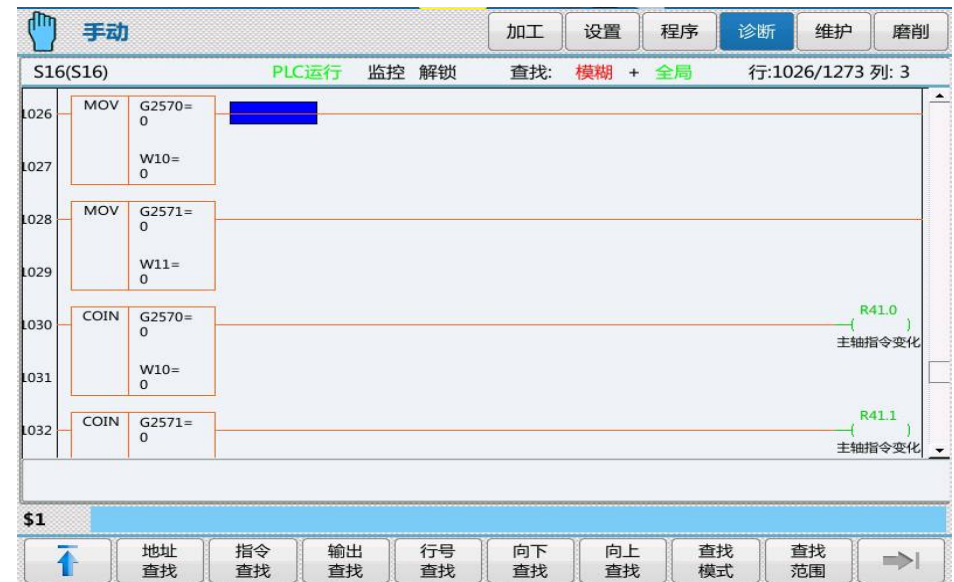 手动 加工 设置 程序 诊断 维护 磨削
S16(S16) PLC运行 监控 解锁 查找: 模糊 + 全局 行:1026/1273 列: 3
1026 MOV G2570=
0
1027 W10=
0
1028 MOV G2571=
0
1029 W11=
0
1030 COIN G2570=
0
R41.0
( )
主轴指令变化
1031 W10=
0
1032 COIN G2571=
0
R41.1
( )
主轴指令变化
$1
地址
查找
指令
查找
输出
查找
行号
查找
向下
查找
向上
查找
查找
模式
查找
范围